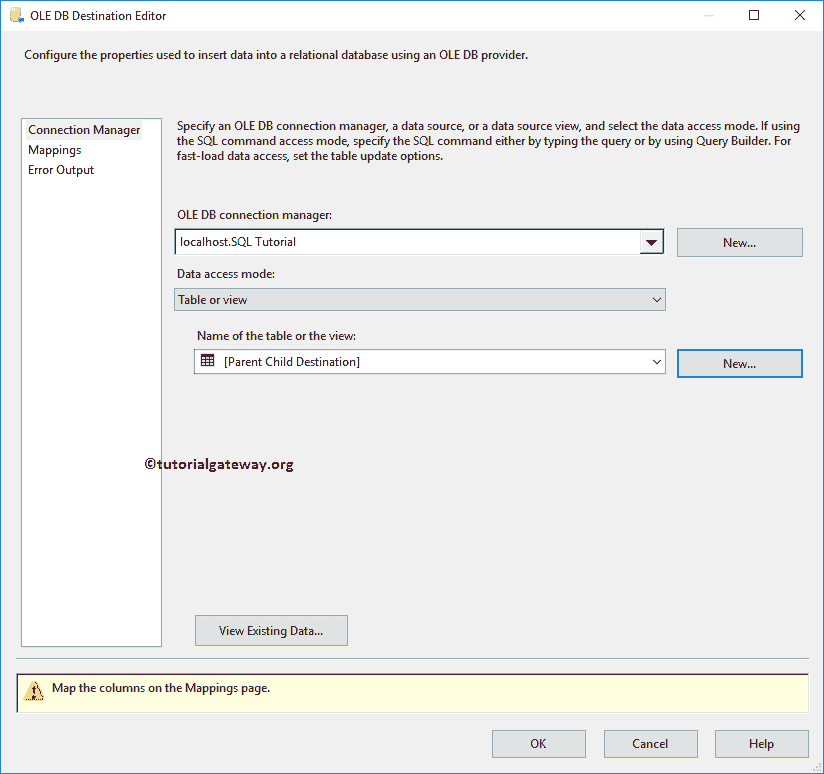 OLE DB Destination Editor
Configure the properties used to insert data into a relational database using an OLE DB provider.
Connection Manager
Mappings
Error Output
Specify an OLE DB connection manager, a data source, or a data source view, and select the data access mode. If using
the SQL command access mode, specify the SQL command either by typing the query or by using Query Builder. For
fast-load data access, set the table update options.
OLE DB connection manager:
localhost.SQL Tutorial
New...
Data access mode:
Table or view
Name of the table or the view:
[Parent Child Destination]
New...
©tutorialgateway.org
View Existing Data...
Map the columns on the Mappings page.
OK
Cancel
Help